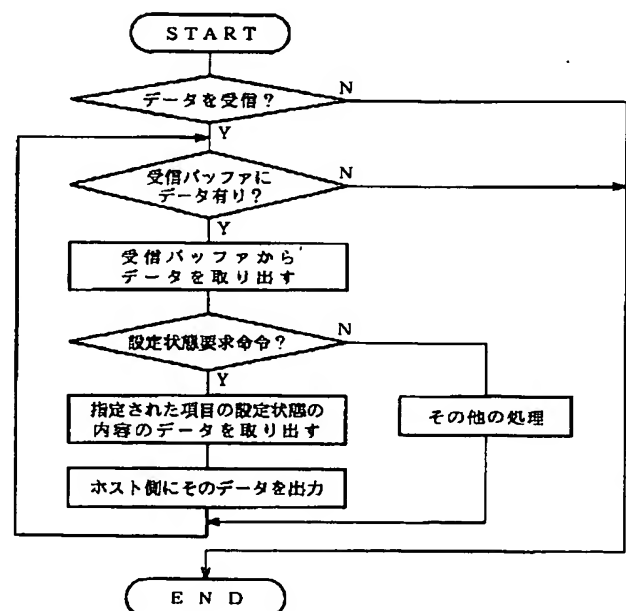 START
データを受信？
N
Y
受信バッファに
データ有り？
N
Y
受信バッファから
データを取り出す
設定状態要求命令？
N
Y
指定された項目の設定状態の
内容のデータを取り出す
その他の処理
ホスト側にそのデータを出力
END